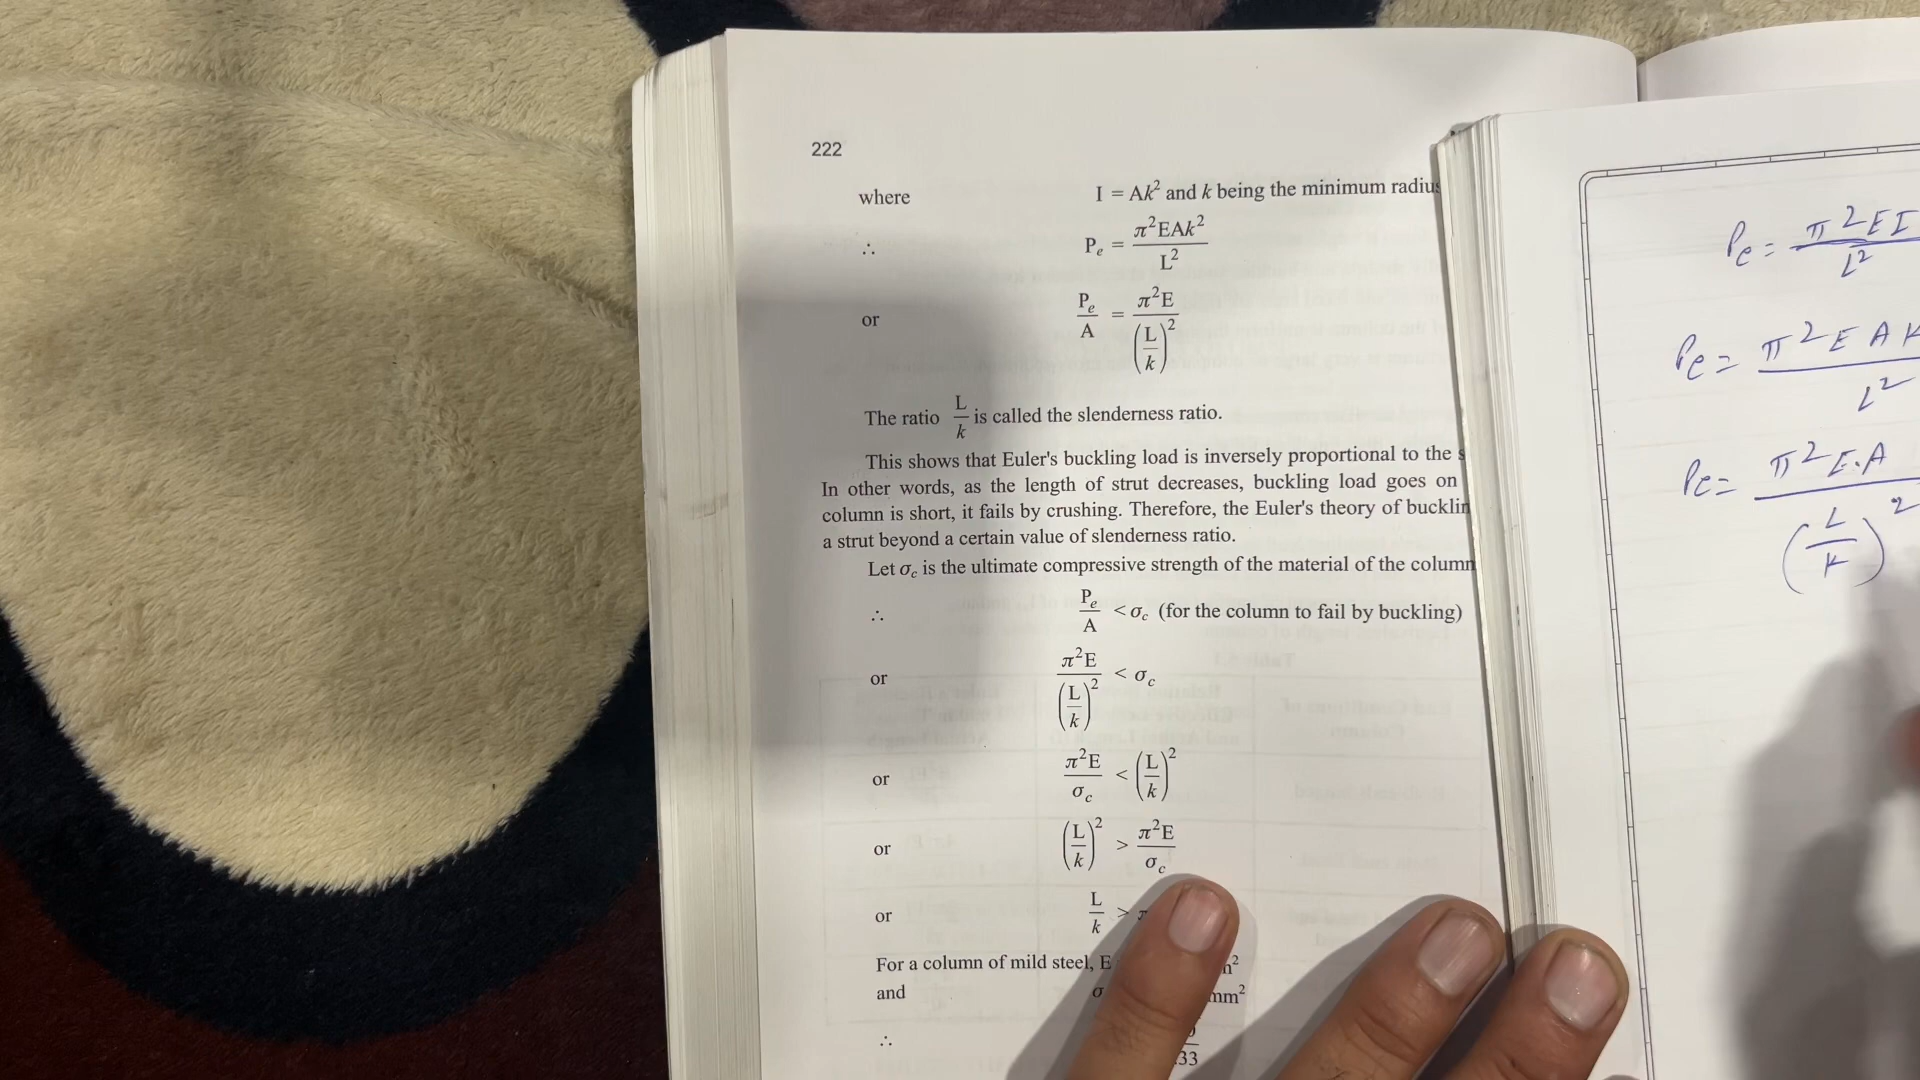 222
where I = Ak² and k being the minimum radius
∴ Pₑ = π²EAk² / L²
or Pₑ / A = π²E / (L/k)²
The ratio L/k is called the slenderness ratio.
This shows that Euler's buckling load is inversely proportional to the
In other words, as the length of strut decreases, buckling load goes on
column is short, it fails by crushing. Therefore, the Euler's theory of
a strut beyond a certain value of slenderness ratio.
Let σc is the ultimate compressive strength of the material of the column
∴ Pₑ / A < σc (for the column to fail by buckling)
or π²E / (L/k)² < σc
or π²E / σc < (L/k)²
or (L/k)² > π²E / σc
or L/k >
For a column of mild steel, E
and σ mm²
∴ 33
Pe = π²EI / L²
Pe = π²EA / L²
Pe = π²E.A / (L/k)²